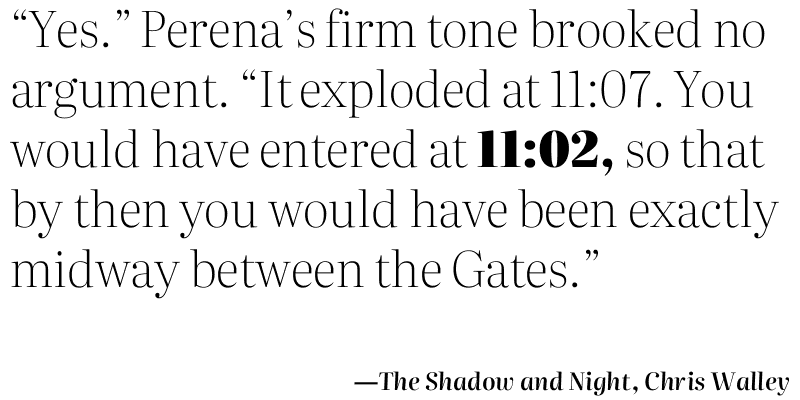 “Yes.” Perena’s firm tone brooked no
argument. “It exploded at 11:07. You
would have entered at 11:02, so that
by then you would have been exactly
midway between the Gates.”
—The Shadow and Night, Chris Walley